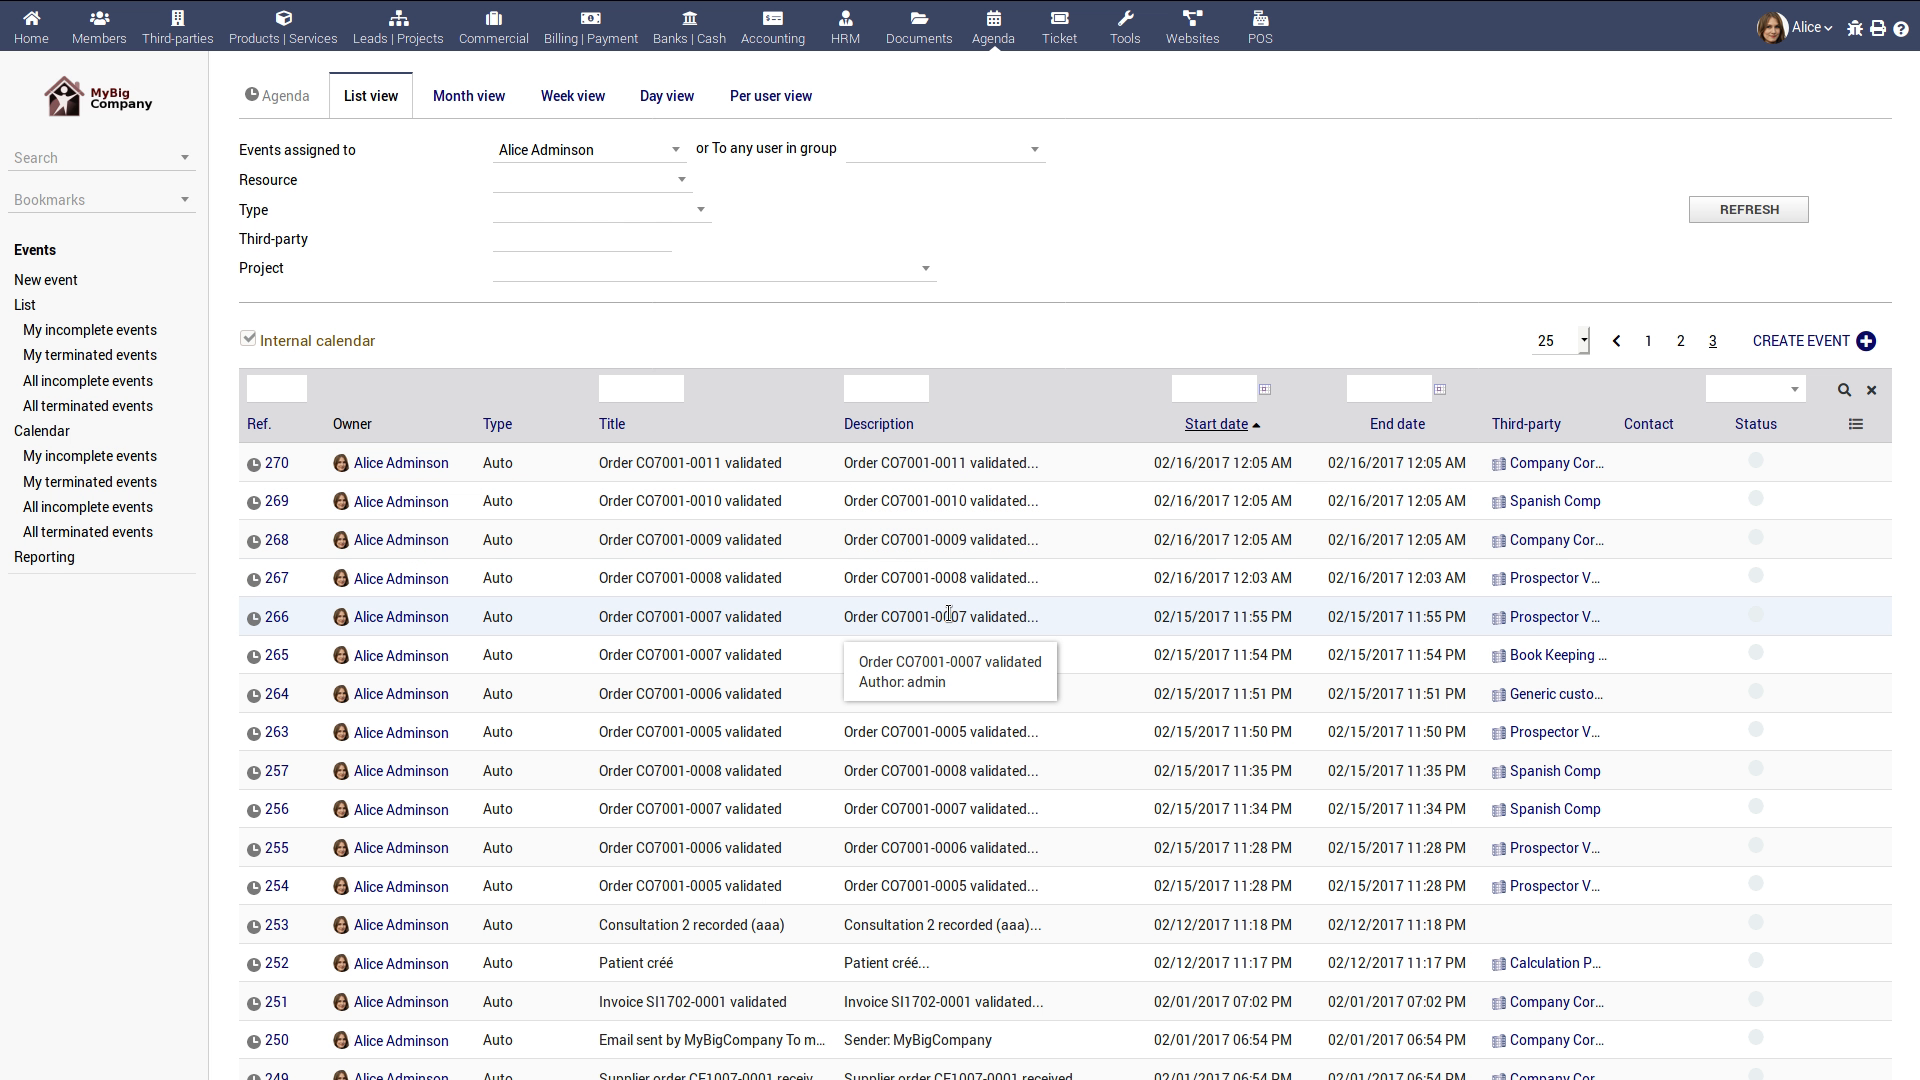 Home Members Third-parties Products | Services Leads | Projects Commercial Billing | Payment Banks | Cash Accounting HRM Documents Agenda Ticket Tools Websites POS Alice
MyBig
Company
Search
Bookmarks
Events
New event
List
My incomplete events
My terminated events
All incomplete events
All terminated events
Calendar
My incomplete events
My terminated events
All incomplete events
All terminated events
Reporting
Agenda List view Month view Week view Day view Per user view
Events assigned to Alice Adminson or To any user in group
Resource
Type
REFRESH
Third-party
Project
Internal calendar 25 1 2 3 CREATE EVENT
Ref. Owner Type Title Description Start date End date Third-party Contact Status
270 Alice Adminson Auto Order CO7001-0011 validated Order CO7001-0011 validated... 02/16/2017 12:05 AM 02/16/2017 12:05 AM Company Cor...
269 Alice Adminson Auto Order CO7001-0010 validated Order CO7001-0010 validated... 02/16/2017 12:05 AM 02/16/2017 12:05 AM Spanish Comp
268 Alice Adminson Auto Order CO7001-0009 validated Order CO7001-0009 validated... 02/16/2017 12:05 AM 02/16/2017 12:05 AM Company Cor...
267 Alice Adminson Auto Order CO7001-0008 validated Order CO7001-0008 validated... 02/16/2017 12:03 AM 02/16/2017 12:03 AM Prospector V...
266 Alice Adminson Auto Order CO7001-0007 validated Order CO7001-0007 validated... 02/15/2017 11:55 PM 02/15/2017 11:55 PM Prospector V...
265 Alice Adminson Auto Order CO7001-0007 validated 02/15/2017 11:54 PM 02/15/2017 11:54 PM Book Keeping ...
Order CO7001-0007 validated
Author: admin
264 Alice Adminson Auto Order CO7001-0006 validated 02/15/2017 11:51 PM 02/15/2017 11:51 PM Generic custo...
263 Alice Adminson Auto Order CO7001-0005 validated Order CO7001-0005 validated... 02/15/2017 11:50 PM 02/15/2017 11:50 PM Prospector V...
257 Alice Adminson Auto Order CO7001-0008 validated Order CO7001-0008 validated... 02/15/2017 11:35 PM 02/15/2017 11:35 PM Spanish Comp
256 Alice Adminson Auto Order CO7001-0007 validated Order CO7001-0007 validated... 02/15/2017 11:34 PM 02/15/2017 11:34 PM Spanish Comp
255 Alice Adminson Auto Order CO7001-0006 validated Order CO7001-0006 validated... 02/15/2017 11:28 PM 02/15/2017 11:28 PM Prospector V...
254 Alice Adminson Auto Order CO7001-0005 validated Order CO7001-0005 validated... 02/15/2017 11:28 PM 02/15/2017 11:28 PM Prospector V...
253 Alice Adminson Auto Consultation 2 recorded (aaa) Consultation 2 recorded (aaa)... 02/12/2017 11:18 PM 02/12/2017 11:18 PM
252 Alice Adminson Auto Patient créé Patient créé... 02/12/2017 11:17 PM 02/12/2017 11:17 PM Calculation P...
251 Alice Adminson Auto Invoice SI1702-0001 validated Invoice SI1702-0001 validated... 02/01/2017 07:02 PM 02/01/2017 07:02 PM Company Cor...
250 Alice Adminson Auto Email sent by MyBigCompany To m... Sender: MyBigCompany 02/01/2017 06:54 PM 02/01/2017 06:54 PM Company Cor...
249 Alice Adminson Auto Supplier order CF1007-0001 receiv... Supplier order CF1007-0001 received 02/01/2017 06:54 PM 02/01/2017 06:54 PM Company Cor...